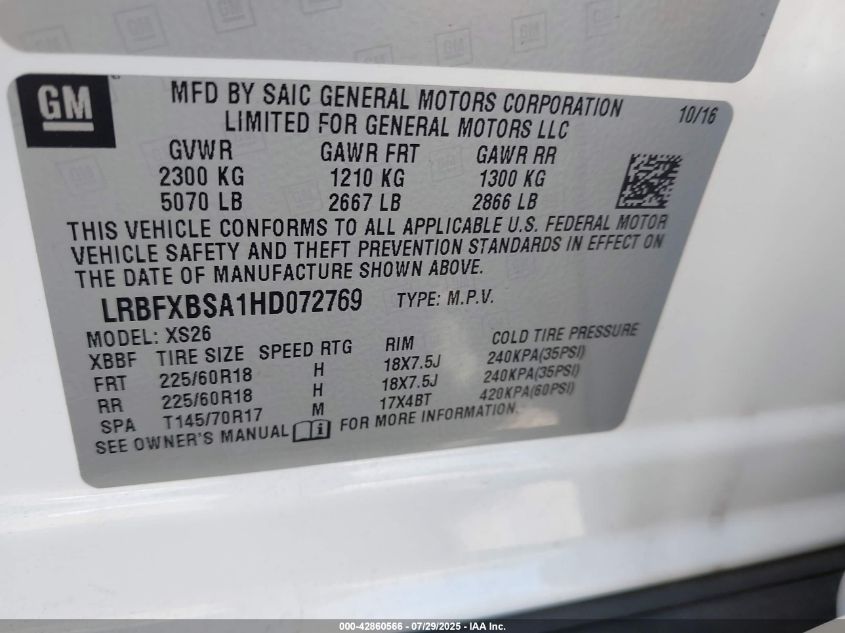 GM
MFD BY SAIC GENERAL MOTORS CORPORATION
LIMITED FOR GENERAL MOTORS LLC
10/16
GVWR GAWR FRT GAWR RR
2300 KG 1210 KG 1300 KG
5070 LB 2667 LB 2866 LB
THIS VEHICLE CONFORMS TO ALL APPLICABLE U.S. FEDERAL MOTOR
VEHICLE SAFETY AND THEFT PREVENTION STANDARDS IN EFFECT ON
THE DATE OF MANUFACTURE SHOWN ABOVE.
LRBFXBSA1HD072769 TYPE: M.P.V.
MODEL: XS26
XBBF TIRE SIZE SPEED RTG RIM COLD TIRE PRESSURE
FRT 225/60R18 H 18X7.5J 240KPA(35PSI)
RR 225/60R18 H 18X7.5J 240KPA(35PSI)
SPA T145/70R17 M 17X4BT 420KPA(60PSI)
SEE OWNER'S MANUAL FOR MORE INFORMATION.
000-42860566 - 07/29/2025 - IAA Inc.